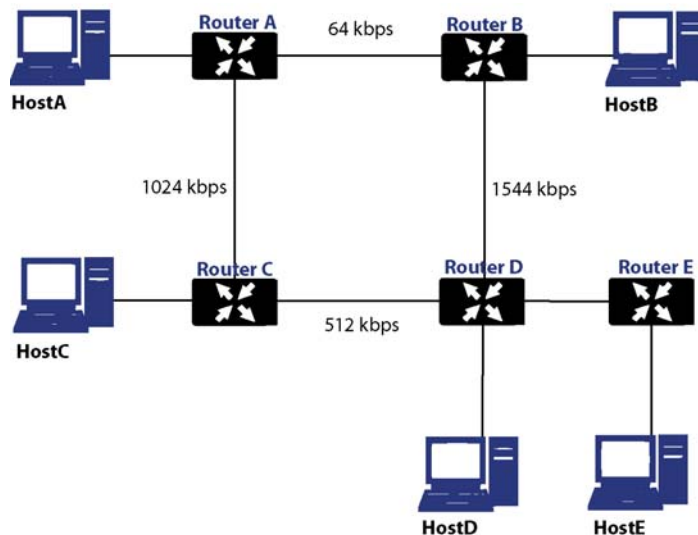 Router A
64 kbps
Router B
HostA
HostB
1024 kbps
1544 kbps
Router C
Router D
Router E
512 kbps
HostC
HostD
HostE